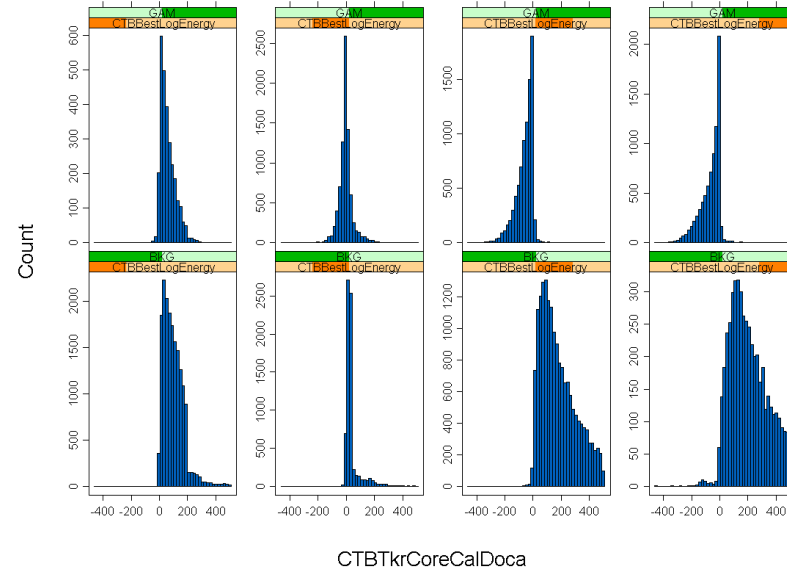 GAM GAM GAM GAM
CTBBestLogEnergy CTBBestLogEnergy CTBBestLogEnergy CTBBestLogEnergy
0 100 200 300 400 500 600
0 500 1000 1500 2000 2500
0 500 1000 1500
0 500 1000 1500 2000
BKG BKG BKG BKG
CTBBestLogEnergy CTBBestLogEnergy CTBBestLogEnergy CTBBestLogEnergy
0 500 1000 1500 2000
0 500 1000 1500 2000 2500
0 200 400 600 800 1000 1200
0 50 100 150 200 250 300
Count
-400 -200 0 200 400 -400 -200 0 200 400 -400 -200 0 200 400 -400 -200 0 200 400
CTBTkrCoreCalDoca